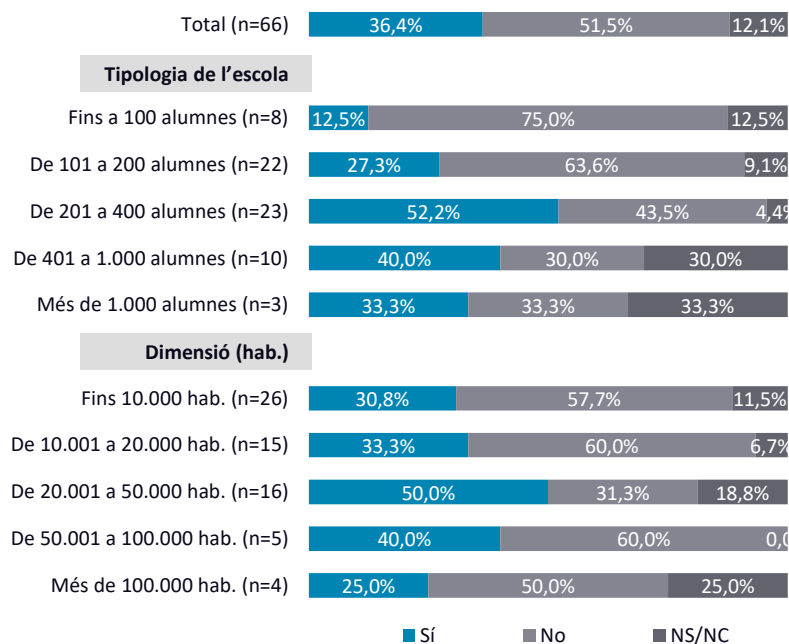 Total (n=66) 36,4% 51,5% 12,1%
Tipologia de l’escola
Fins a 100 alumnes (n=8) 12,5% 75,0% 12,5%
De 101 a 200 alumnes (n=22) 27,3% 63,6% 9,1%
De 201 a 400 alumnes (n=23) 52,2% 43,5% 4,4%
De 401 a 1.000 alumnes (n=10) 40,0% 30,0% 30,0%
Més de 1.000 alumnes (n=3) 33,3% 33,3% 33,3%
Dimensió (hab.)
Fins 10.000 hab. (n=26) 30,8% 57,7% 11,5%
De 10.001 a 20.000 hab. (n=15) 33,3% 60,0% 6,7%
De 20.001 a 50.000 hab. (n=16) 50,0% 31,3% 18,8%
De 50.001 a 100.000 hab. (n=5) 40,0% 60,0% 0,0
Més de 100.000 hab. (n=4) 25,0% 50,0% 25,0%
Sí No NS/NC